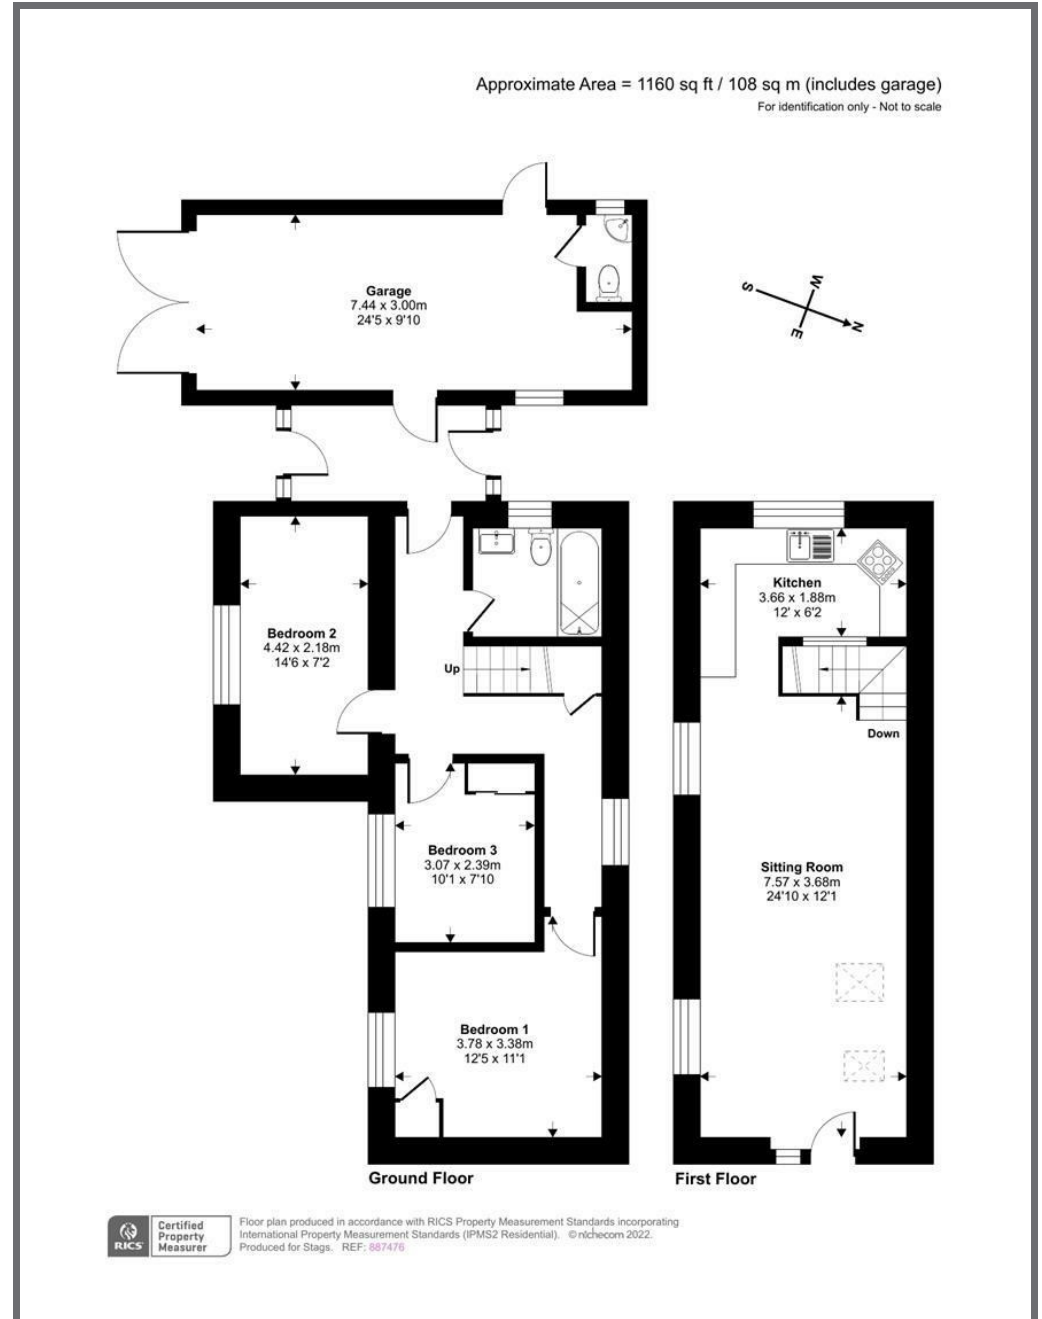 Approximate Area = 1160 sq ft / 108 sq m (includes garage)
For identification only - Not to scale
Garage
7.44 x 3.00m
24'5 x 9'10
S
W
N
E
Bedroom 2
4.42 x 2.18m
14'6 x 7'2
Up
Kitchen
3.66 x 1.88m
12' x 6'2
Down
Bedroom 3
3.07 x 2.39m
10'1 x 7'10
Sitting Room
7.57 x 3.68m
24'10 x 12'1
Bedroom 1
3.78 x 3.38m
12'5 x 11'1
Ground Floor
First Floor
RICS
Certified
Property
Measurer
Floor plan produced in accordance with RICS Property Measurement Standards incorporating
International Property Measurement Standards (IPMS2 Residential). © nichecom 2022.
Produced for Stags. REF: 887476